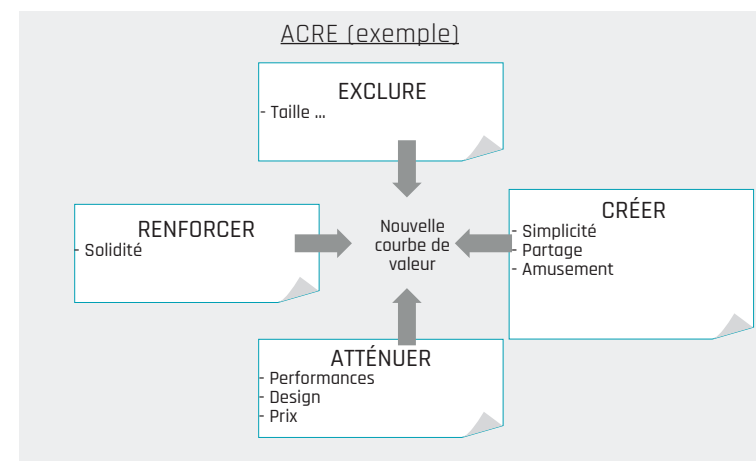 ACRE (exemple)
EXCLURE
- Taille ...
RENFORCER
- Solidité
Nouvelle
courbe de
valeur
CRÉER
- Simplicité
- Partage
- Amusement
ATTÉNUER
- Performances
- Design
- Prix